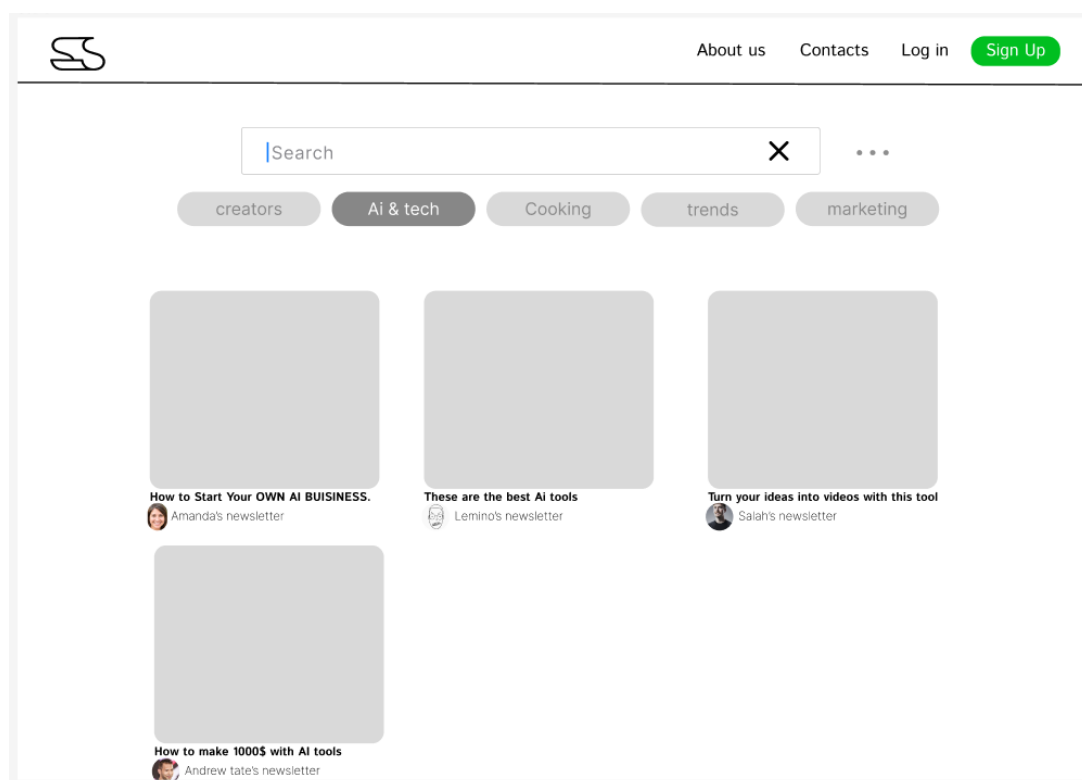 About us Contacts Log in Sign Up
Search
creators Ai & tech Cooking trends marketing
How to Start Your OWN AI BUISINESS. These are the best Ai tools Turn your ideas into videos with this tool
Amanda's newsletter Lemino's newsletter Salah's newsletter
How to make 1000$ with AI tools
Andrew tate's newsletter